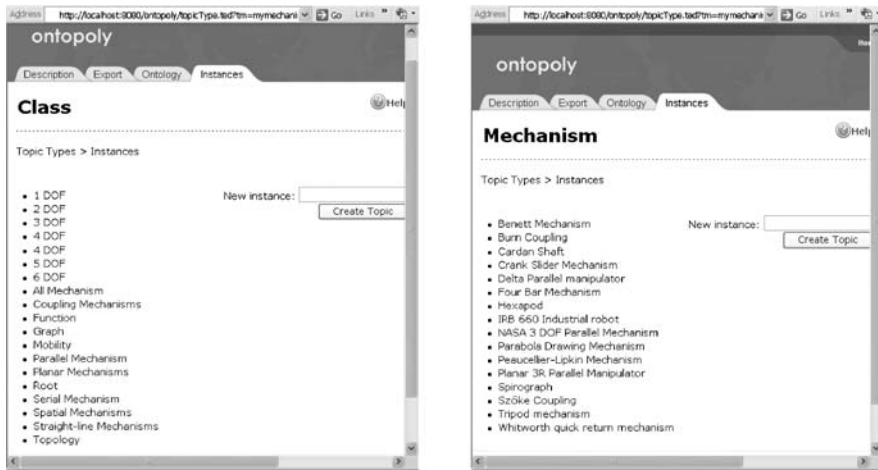 Address http://localhost:8080/ontopoly/topicType.ted?tm=mymechani Go Links »
ontopoly
Description Export Ontology Instances
Class
Help
Topic Types > Instances
New instance:
Create Topic
• 1 DOF
• 2 DOF
• 3 DOF
• 4 DOF
• 4 DOF
• 5 DOF
• 6 DOF
• All Mechanism
• Coupling Mechanisms
• Function
• Graph
• Mobility
• Parallel Mechanism
• Planar Mechanisms
• Root
• Serial Mechanism
• Spatial Mechanisms
• Straight-line Mechanisms
• Topology
Address http://localhost:8080/ontopoly/topicType.ted?tm=mymechani Go Links »
ontopoly
Description Export Ontology Instances
Mechanism
Help
Topic Types > Instances
New instance:
Create Topic
• Benett Mechanism
• Burn Coupling
• Cardan Shaft
• Crank Slider Mechanism
• Delta Parallel manipulator
• Four Bar Mechanism
• Hexapod
• IRB 660 Industrial robot
• NASA 3 DOF Parallel Mechanism
• Parabola Drawing Mechanism
• Peaucellier-Lipkin Mechanism
• Planar 3R Parallel Manipulator
• Spirograph
• Szőke Coupling
• Tripod mechanism
• Whitworth quick return mechanism